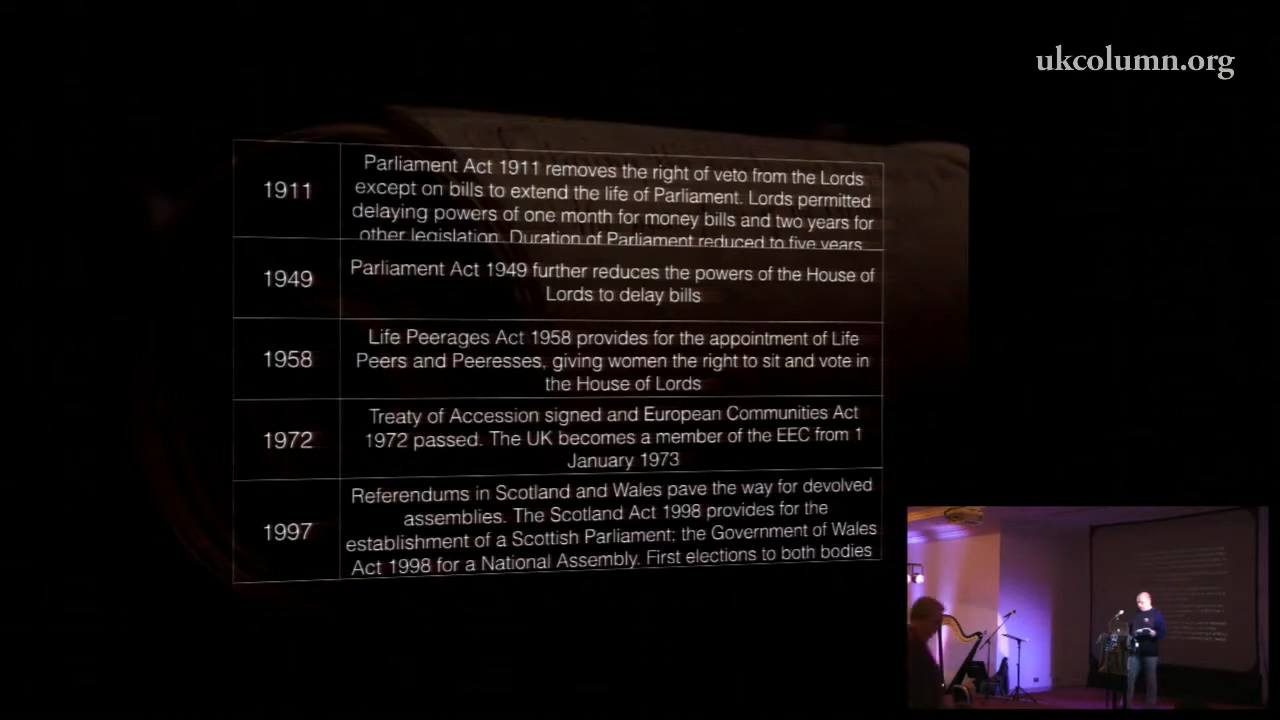 ukcolumn.org
1911
Parliament Act 1911 removes the right of veto from the Lords
except on bills to extend the life of Parliament. Lords permitted
delaying powers of one month for money bills and two years for
other legislation. Duration of Parliament reduced to five years
1949
Parliament Act 1949 further reduces the powers of the House of
Lords to delay bills
1958
Life Peerages Act 1958 provides for the appointment of Life
Peers and Peeresses, giving women the right to sit and vote in
the House of Lords
1972
Treaty of Accession signed and European Communities Act
1972 passed. The UK becomes a member of the EEC from 1
January 1973
1997
Referendums in Scotland and Wales pave the way for devolved
assemblies. The Scotland Act 1998 provides for the
establishment of a Scottish Parliament; the Government of Wales
Act 1998 for a National Assembly. First elections to both bodies